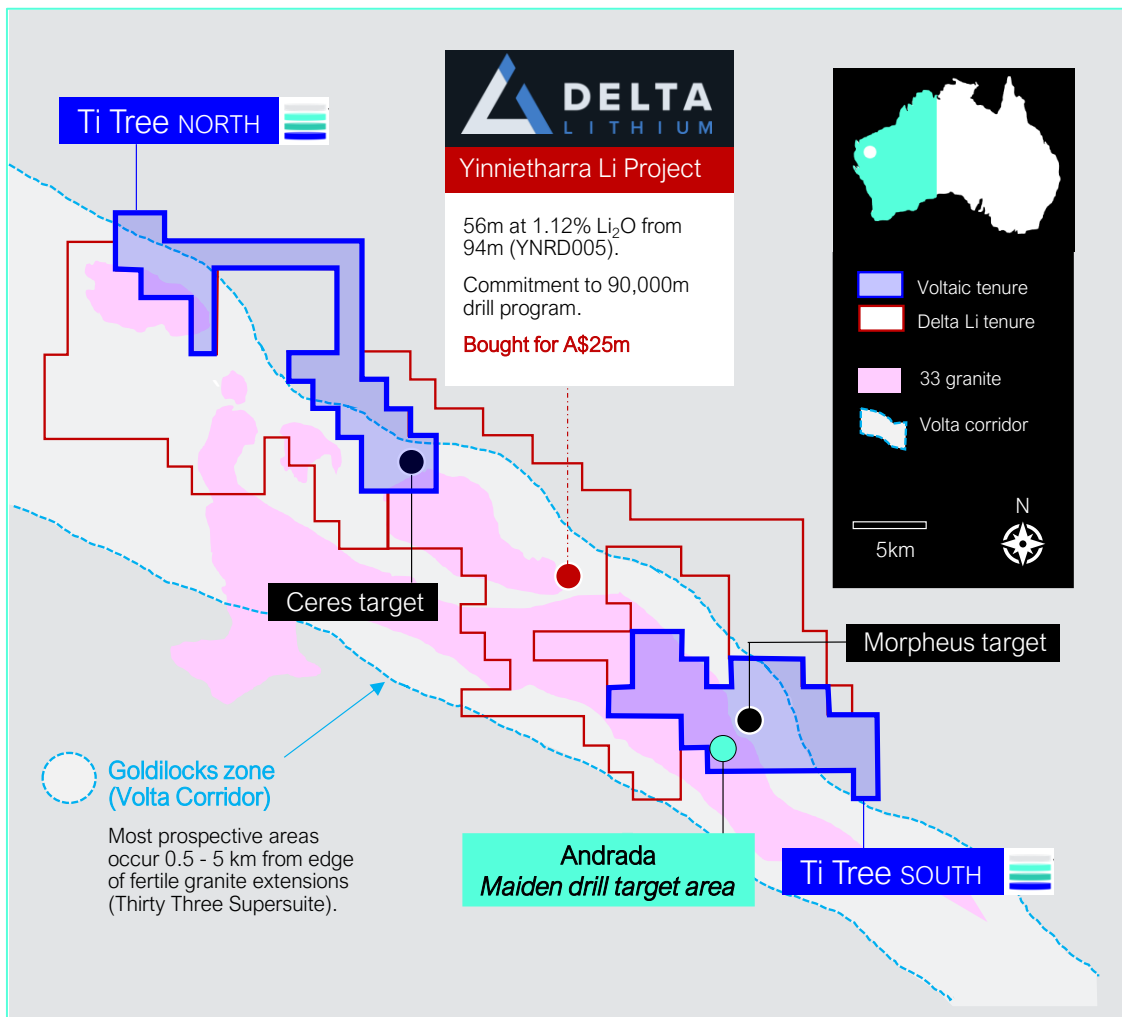 Ti Tree NORTH
DELTA
LITHIUM
Yinnietharra Li Project
56m at 1.12% Li₂O from
94m (YNRD005).
Commitment to 90,000m
drill program.
Bought for A$25m
Voltaic tenure
Delta Li tenure
33 granite
Volta corridor
N
5km
Ceres target
Morpheus target
Goldilocks zone
(Volta Corridor)
Most prospective areas
occur 0.5 - 5 km from edge
of fertile granite extensions
(Thirty Three Supersuite).
Andrada
Maiden drill target area
Ti Tree SOUTH